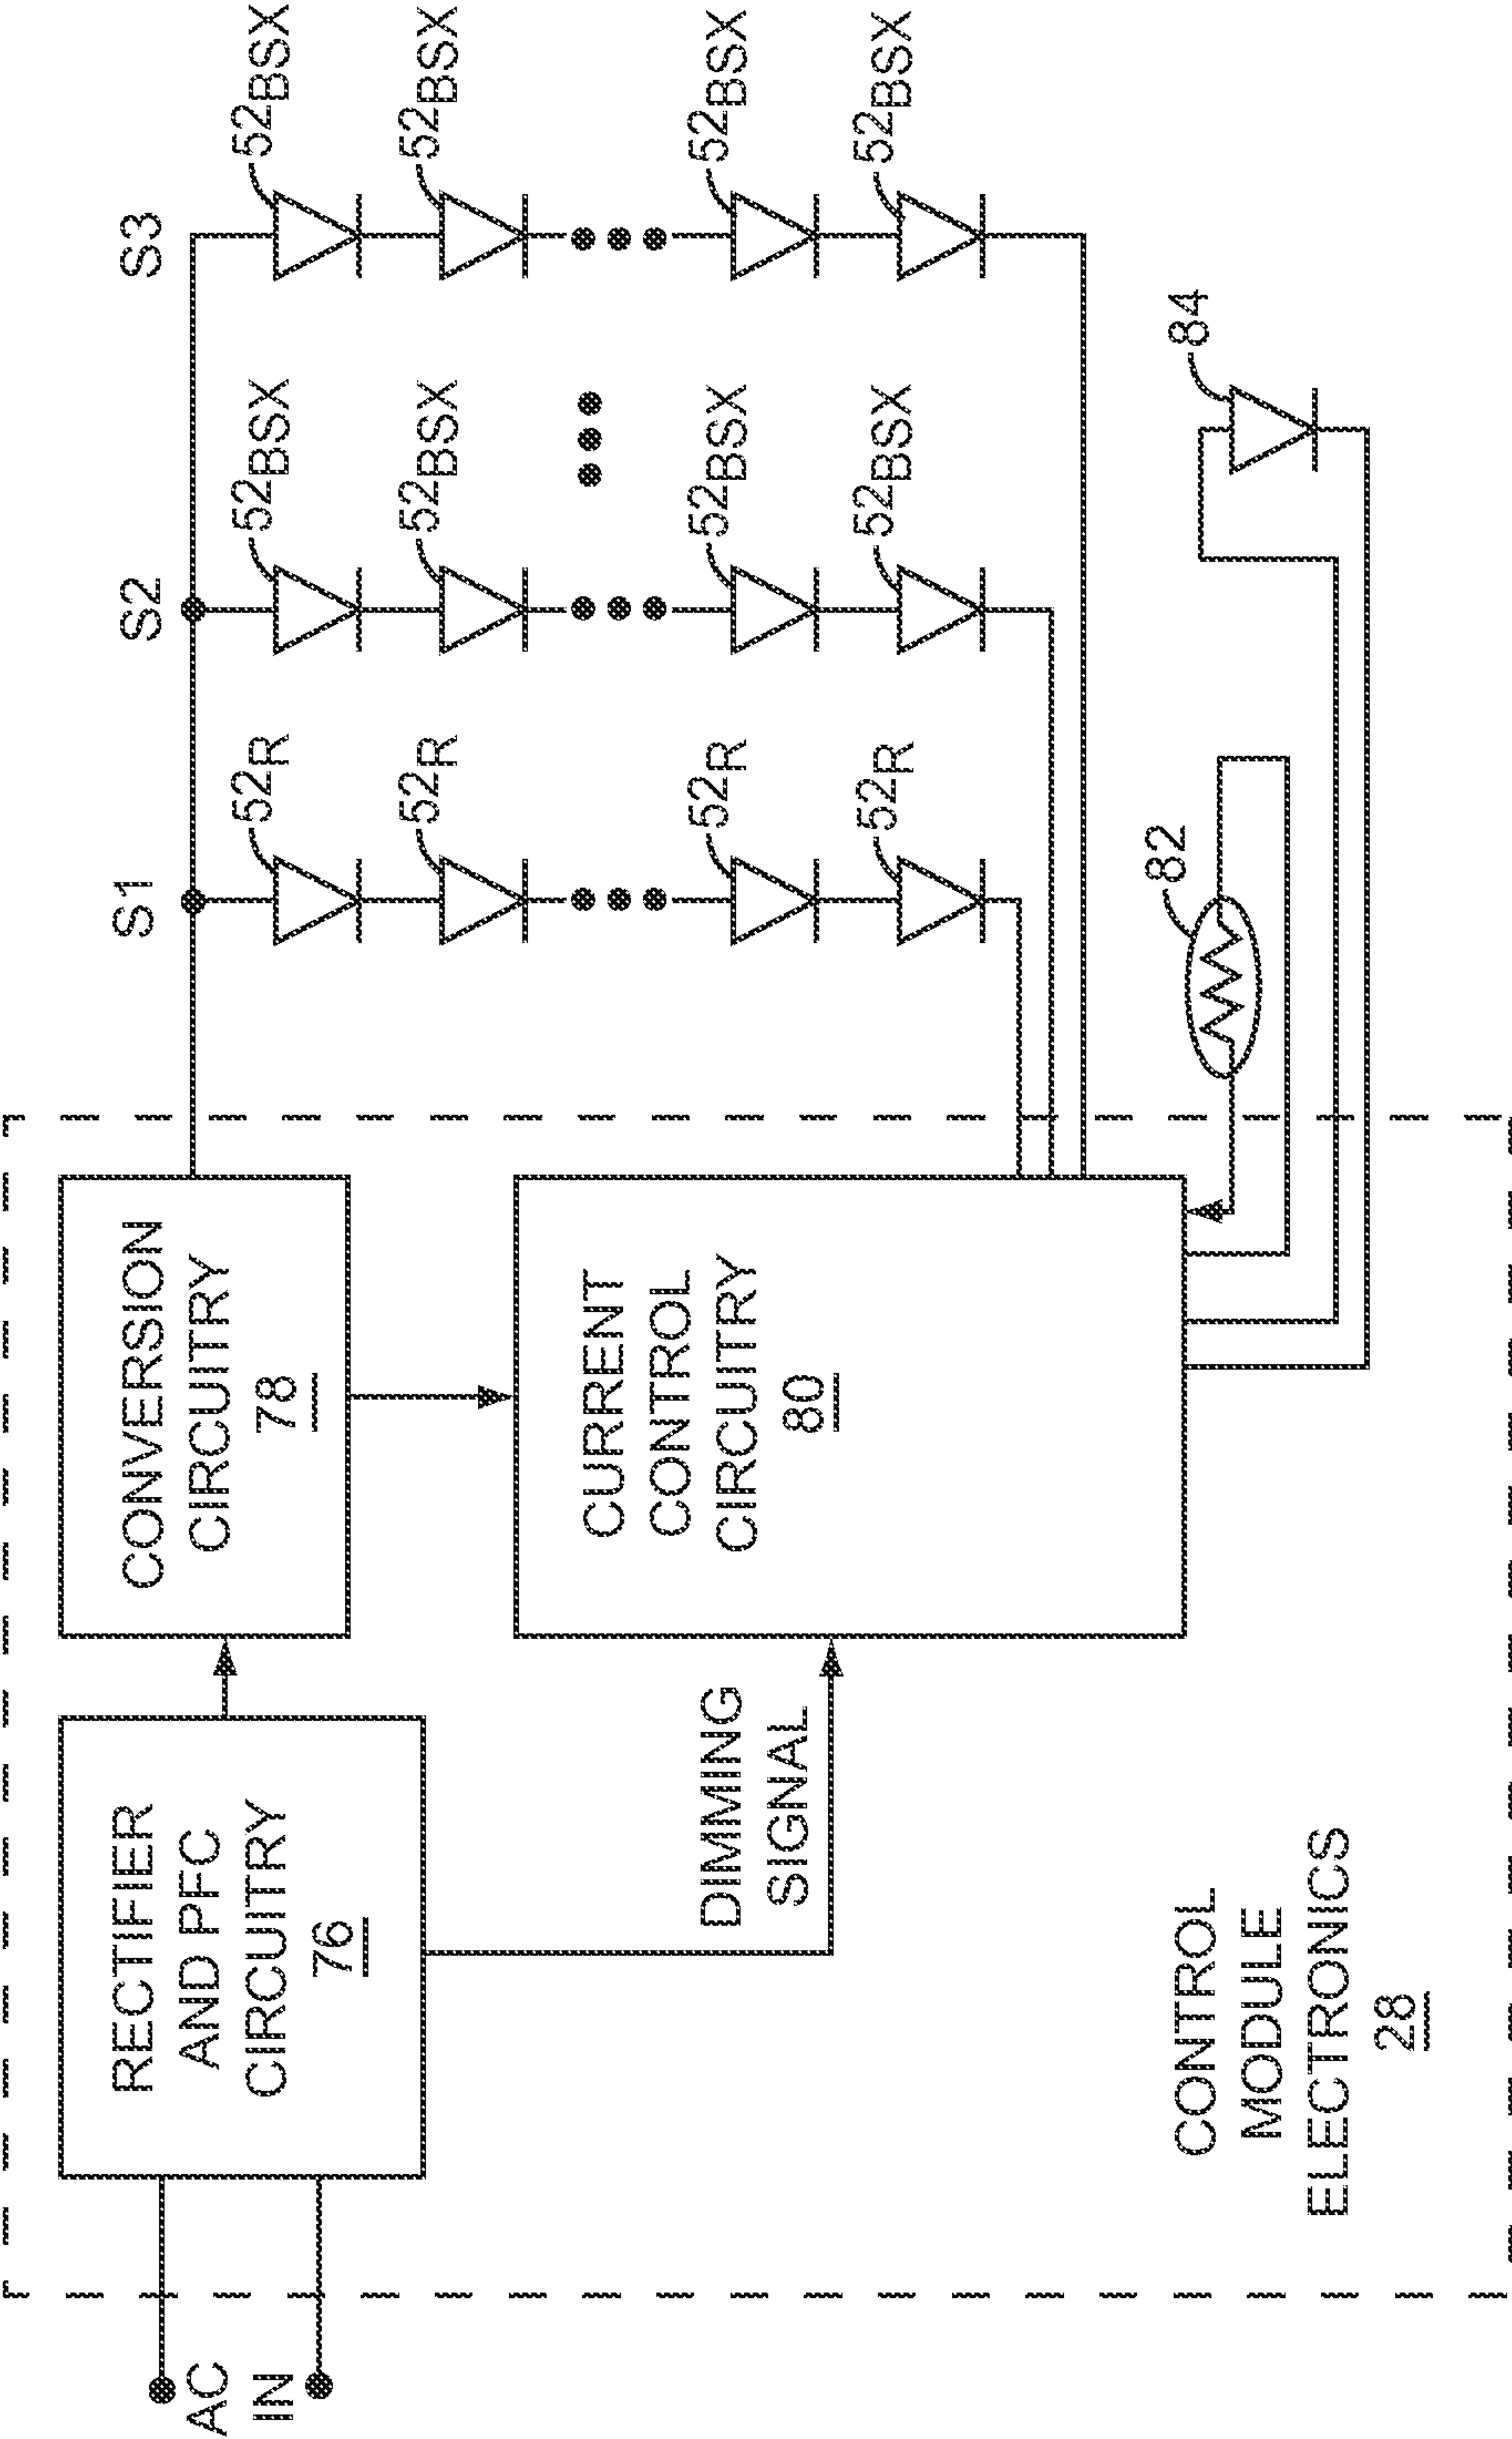 S1
S2
S3
52R
52BSX
52BSX
52R
52BSX
52BSX
52R
52BSX
52BSX
52R
52BSX
52BSX
AC
IN
RECTIFIER
AND PFC
CIRCUITRY
76
CONVERSION
CIRCUITRY
78
DIMMING
SIGNAL
CURRENT
CONTROL
CIRCUITRY
80
82
84
CONTROL
MODULE
ELECTRONICS
28